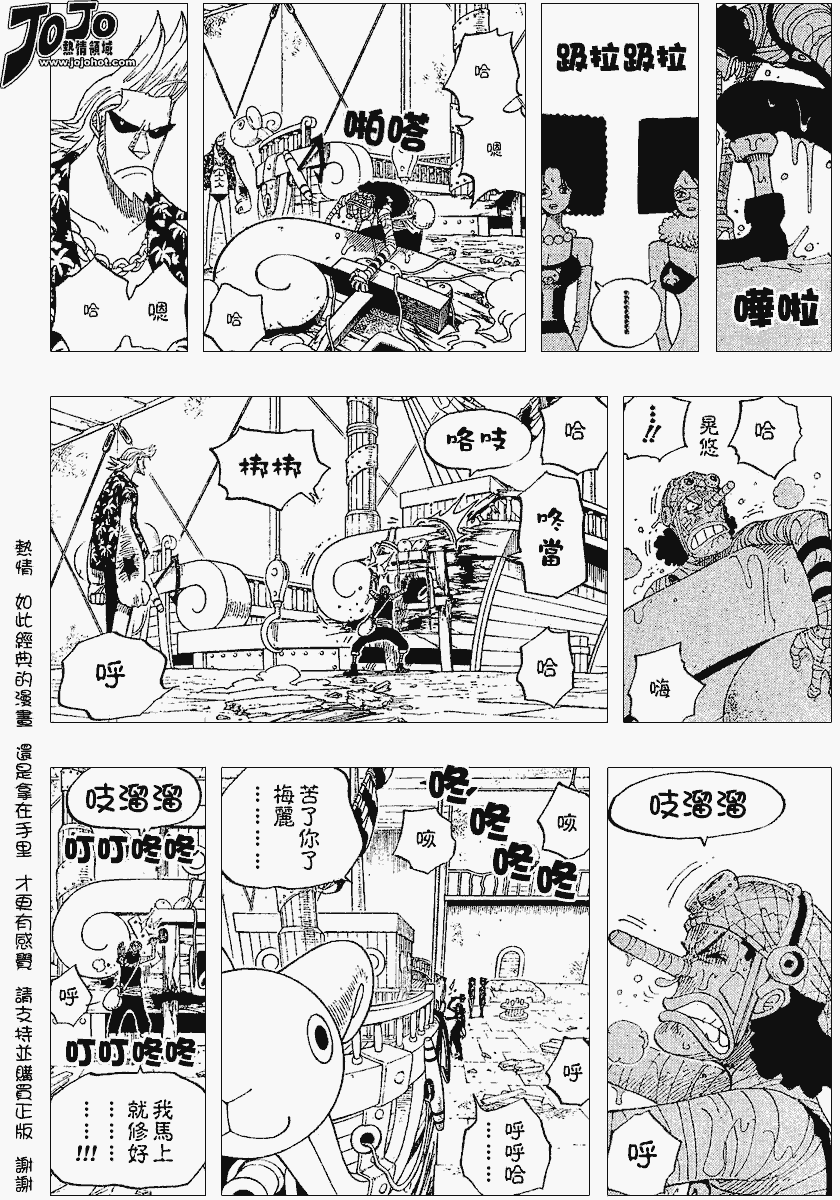 JOJO
熱情領域
www.jojohot.com
嘩啦
趿拉趿拉
…………
哈
嗯
啪嗒
哈
嗯
哈
哈
晃悠
……!!
嗨
咯吱
梆梆
咚當
哈
呼
吱溜溜
呼
咚咚咚咚
咳
咳
苦了你了
梅麗
…………
呼
呼呼哈
…………
吱溜溜
叮叮咚咚
呼
叮叮咚咚
我馬上
就修好
…………!!!
熱情 如此經典的漫畫 還是拿在手里 才更有感覺 請支持並購買正版 謝謝